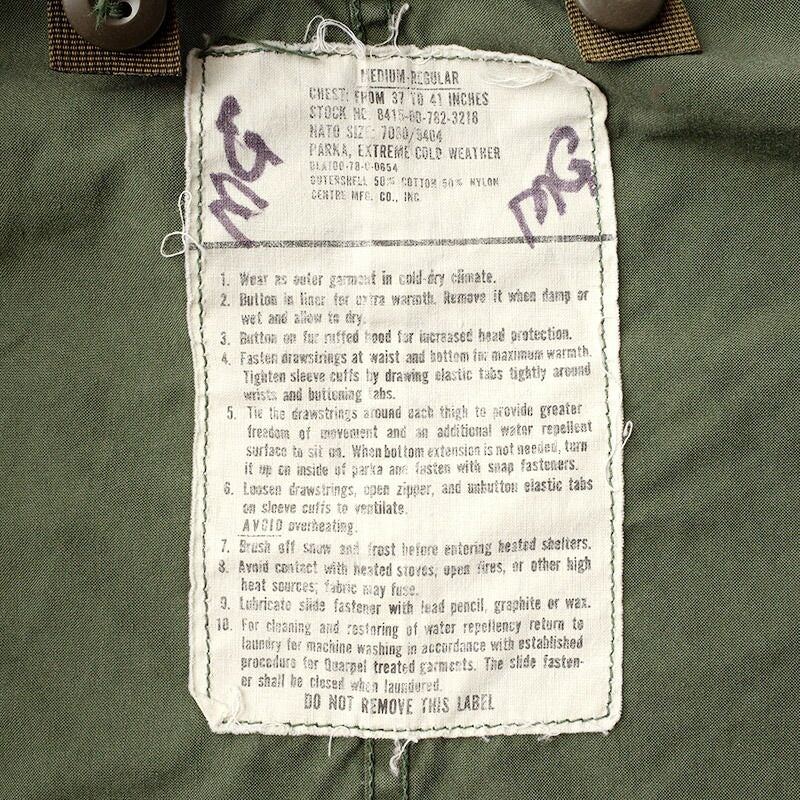 MEDIUM-REGULAR
CHEST: FROM 37 TO 41 INCHES
STOCK NO. 8415-00-782-3218
NATO SIZE: 7080/9404
PARKA, EXTREME COLD WEATHER
DLA100-78-C-0654
OUTERSHELL 50% COTTON 50% NYLON
CENTRE MFG. CO., INC.
MG
MG
1. Wear as outer garment in cold-dry climate.
2. Button in liner for extra warmth. Remove it when damp or
wet and allow to dry.
3. Button on fur ruffed hood for increased head protection.
4. Fasten drawstrings at waist and bottom for maximum warmth.
Tighten sleeve cuffs by drawing elastic tabs tightly around
wrists and buttoning tabs.
5. Tie the drawstrings around each thigh to provide greater
freedom of movement and an additional water repellent
surface to sit on. When bottom extension is not needed, turn
it up on inside of parka and fasten with snap fasteners.
6. Loosen drawstrings, open zipper, and unbutton elastic tabs
on sleeve cuffs to ventilate.
AVOID overheating.
7. Brush off snow and frost before entering heated shelters.
8. Avoid contact with heated stoves, open fires, or other high
heat sources; fabric may fuse.
9. Lubricate slide fastener with lead pencil, graphite or wax.
10. For cleaning and restoring of water repellency return to
laundry for machine washing in accordance with established
procedure for Quarpel treated garments. The slide fasten-
er shall be closed when laundered.
DO NOT REMOVE THIS LABEL